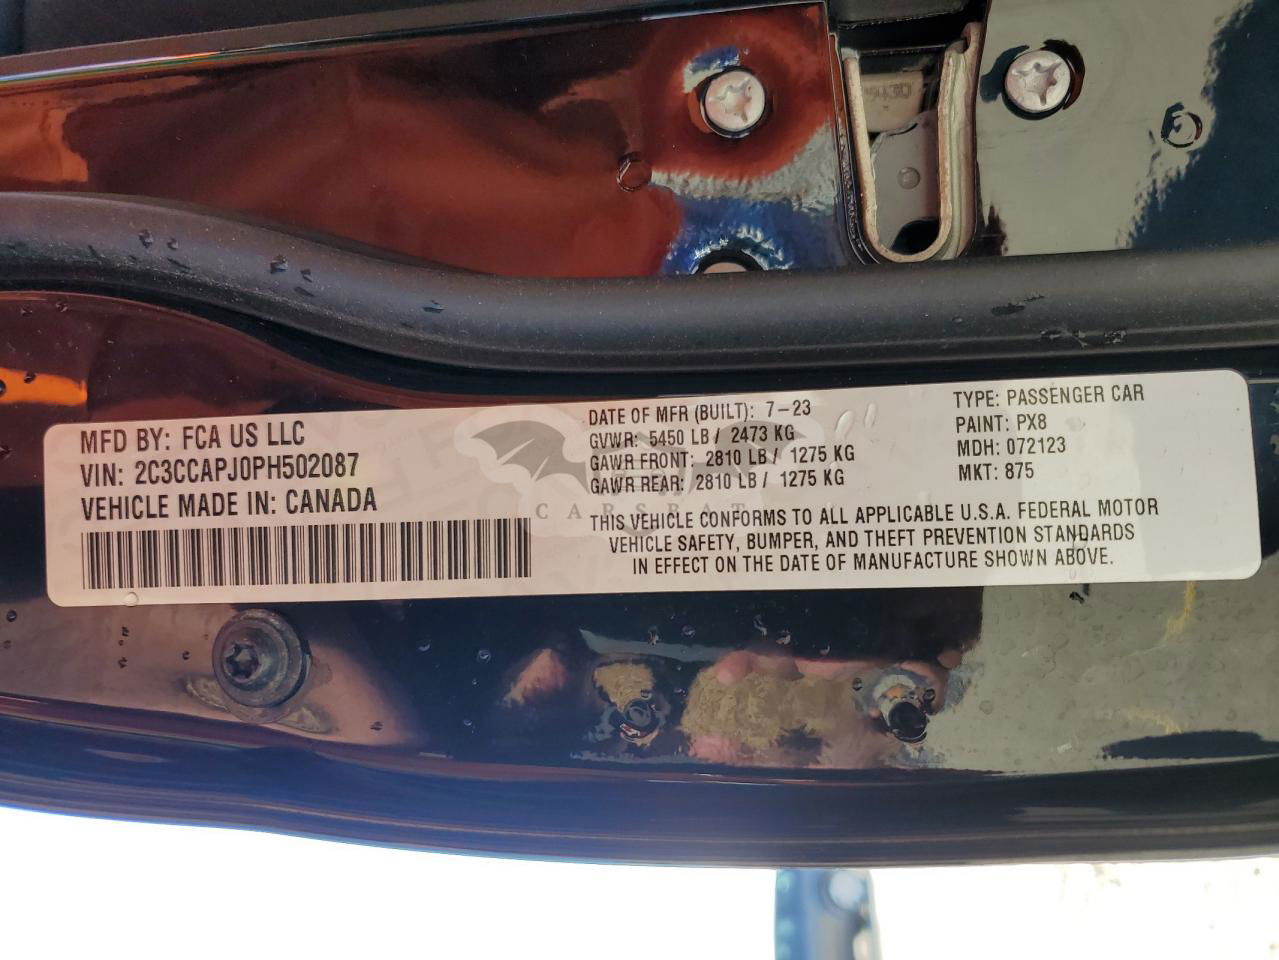 MFD BY: FCA US LLC
VIN: 2C3CCAPJ0PH502087
VEHICLE MADE IN: CANADA
DATE OF MFR (BUILT): 7-23
GVWR: 5450 LB / 2473 KG
GAWR FRONT: 2810 LB / 1275 KG
GAWR REAR: 2810 LB / 1275 KG
TYPE: PASSENGER CAR
PAINT: PX8
MDH: 072123
MKT: 875
THIS VEHICLE CONFORMS TO ALL APPLICABLE U.S.A. FEDERAL MOTOR
VEHICLE SAFETY, BUMPER, AND THEFT PREVENTION STANDARDS
IN EFFECT ON THE DATE OF MANUFACTURE SHOWN ABOVE.
CARSBAT